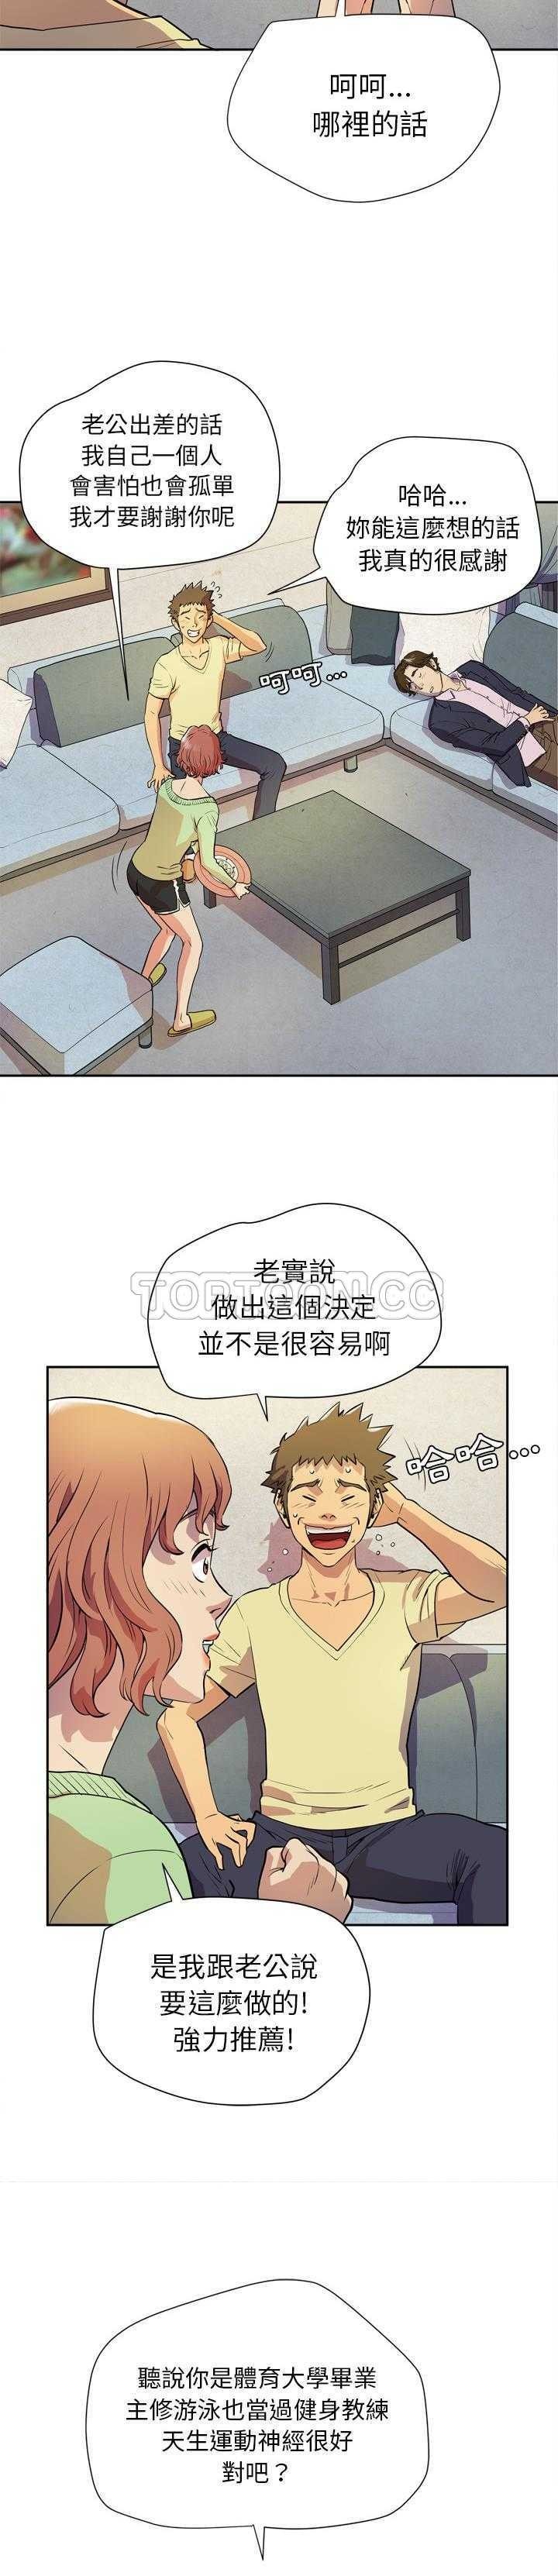 呵呵...
哪裡的話
老公出差的話
我自己一個人
會害怕也會孤單
我才要謝謝你呢
哈哈...
妳能這麼想的話
我真的很感謝
呵呵...
老實說
做出這個決定
並不是很容易啊
TOPTOON.CC
哈哈...
是我跟老公說
要這麼做的!
強力推薦!
聽說你是體育大學畢業
主修游泳也當過健身教練
天生運動神經很好
對吧？